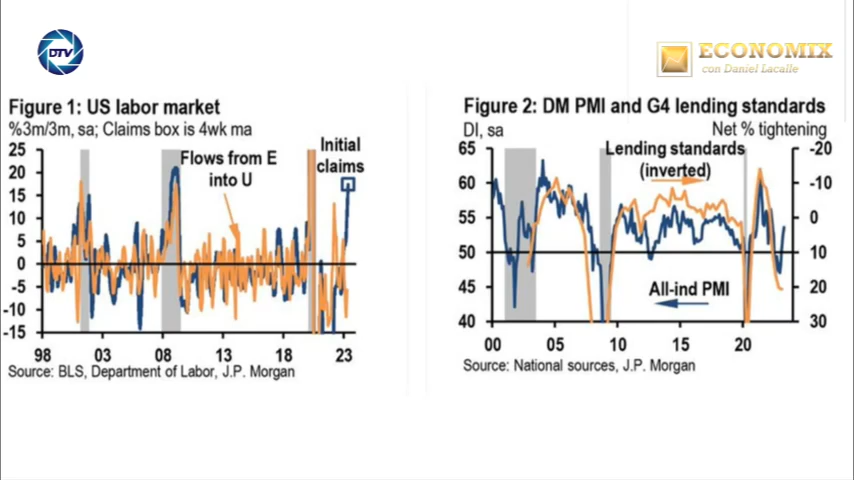 DTV
ECONOMIX
con Daniel Lacalle
Figure 1: US labor market
%3m/3m, sa; Claims box is 4wk ma
25
20
15
10
5
0
-5
-10
-15
Flows from E
into U
Initial
claims
98 03 08 13 18 23
Source: BLS, Department of Labor, J.P. Morgan
Figure 2: DM PMI and G4 lending standards
DI, sa
Net % tightening
65
60
55
50
45
40
Lending standards
(inverted)
All-ind PMI
-20
-10
0
10
20
30
00 05 10 15 20
Source: National sources, J.P. Morgan